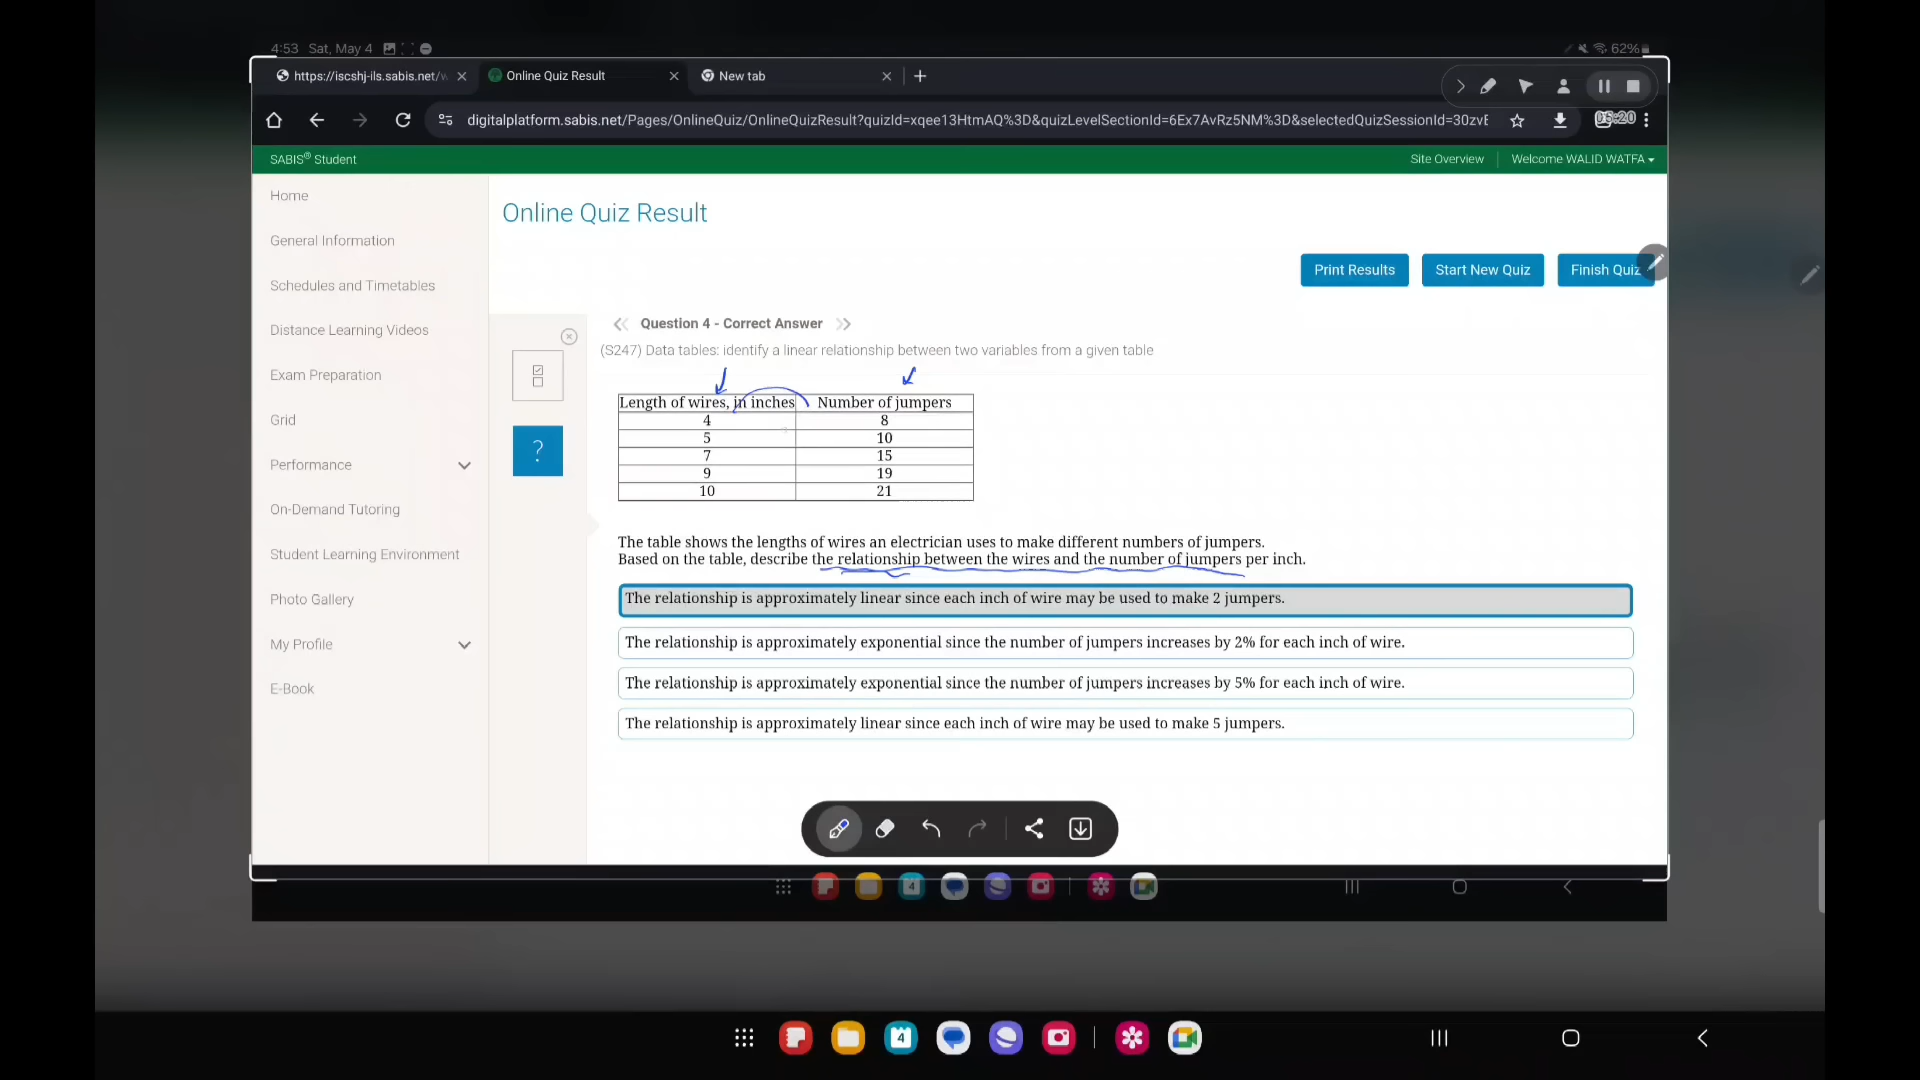 4:53 Sat, May 4
62%
https://iscshj-ils.sabis.net/w
Online Quiz Result
New tab
digitalplatform.sabis.net/Pages/OnlineQuiz/OnlineQuizResult?quizId=xqee13HtmAQ%3D&quizLevelSectionId=6Ex7AvRz5NM%3D&selectedQuizSessionId=30zvE
05:20
SABIS® Student
Site Overview
Welcome WALID WATFA
Home
General Information
Schedules and Timetables
Distance Learning Videos
Exam Preparation
Grid
Performance
On-Demand Tutoring
Student Learning Environment
Photo Gallery
My Profile
E-Book
Online Quiz Result
Print Results
Start New Quiz
Finish Quiz
Question 4 - Correct Answer
(S247) Data tables: identify a linear relationship between two variables from a given table
?
Length of wires, in inches Number of jumpers
4 8
5 10
7 15
9 19
10 21
The table shows the lengths of wires an electrician uses to make different numbers of jumpers.
Based on the table, describe the relationship between the wires and the number of jumpers per inch.
The relationship is approximately linear since each inch of wire may be used to make 2 jumpers.
The relationship is approximately exponential since the number of jumpers increases by 2% for each inch of wire.
The relationship is approximately exponential since the number of jumpers increases by 5% for each inch of wire.
The relationship is approximately linear since each inch of wire may be used to make 5 jumpers.
4
4